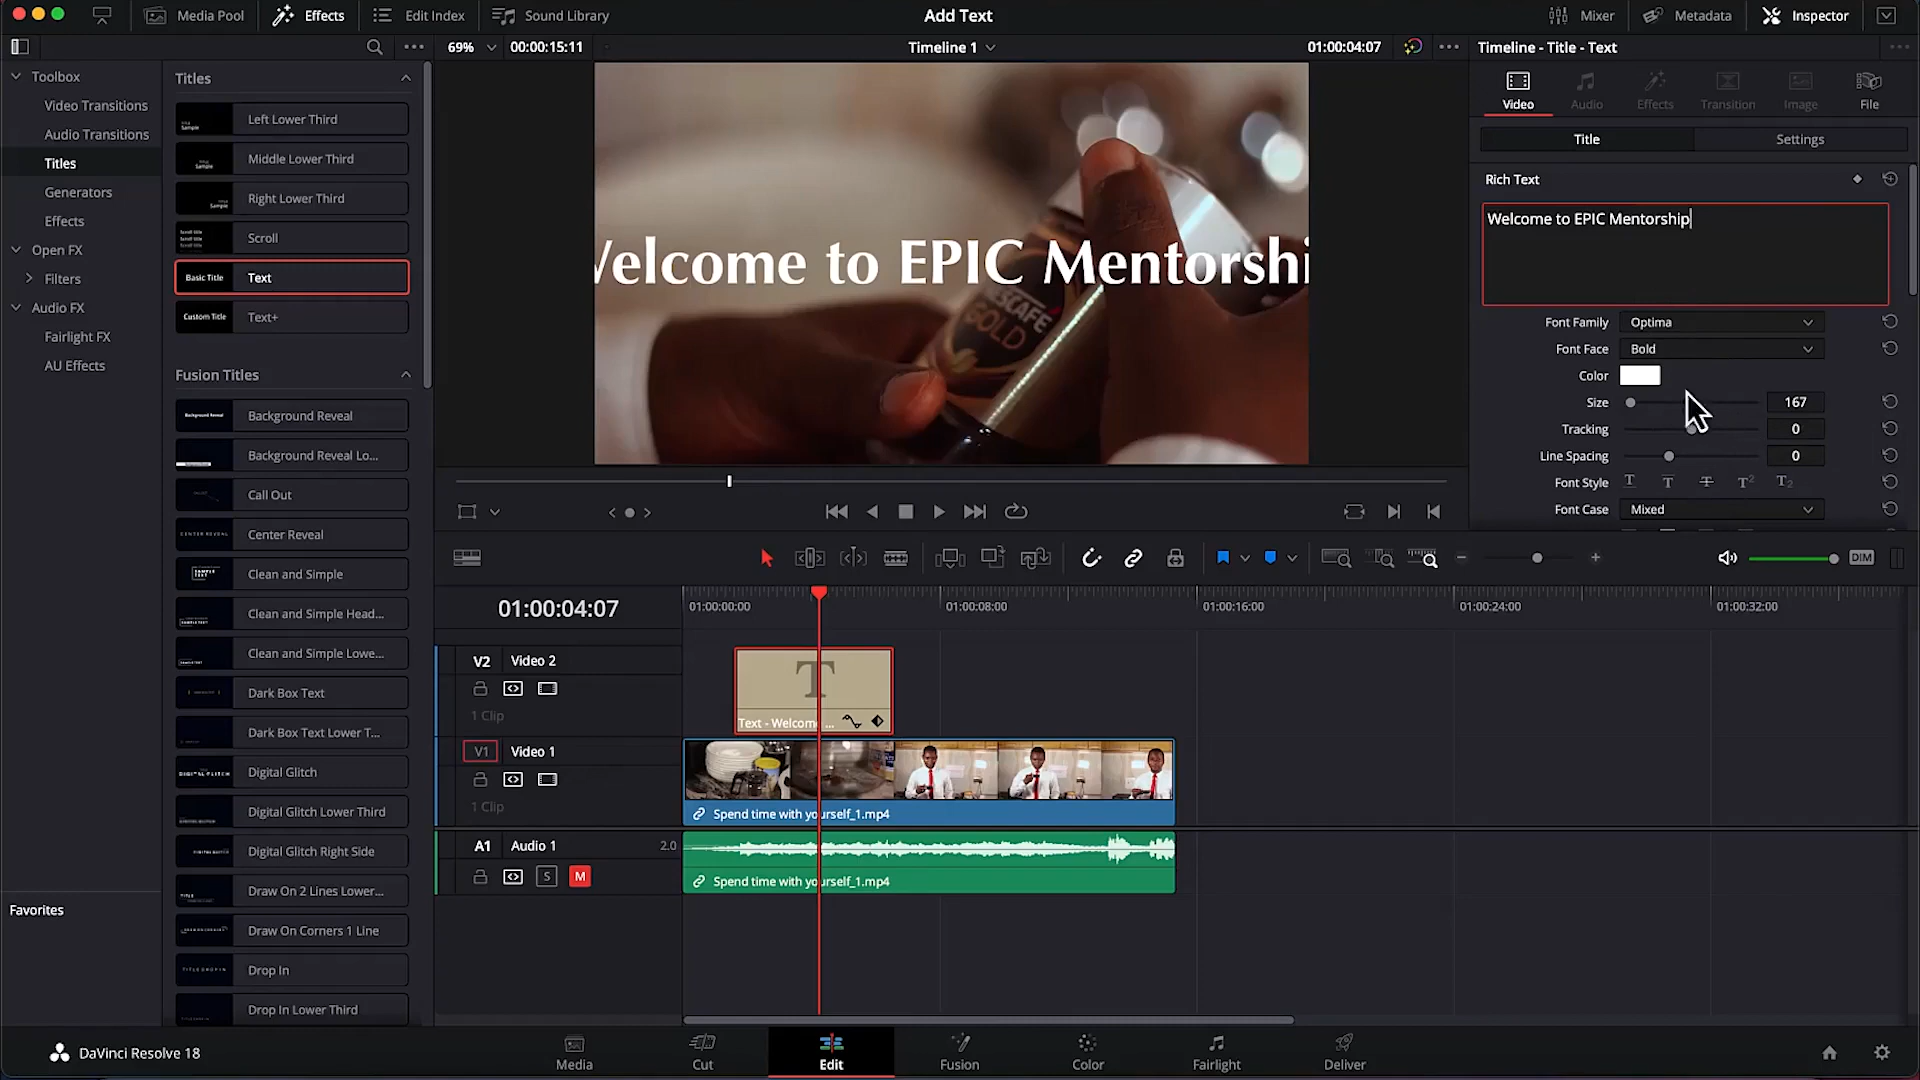 Media Pool
Effects
Edit Index
Sound Library
Add Text
Mixer
Metadata
Inspector
69%
00:00:15:11
Timeline 1
01:00:04:07
Timeline - Title - Text
Toolbox
Video Transitions
Audio Transitions
Titles
Generators
Effects
Open FX
Filters
Audio FX
Fairlight FX
AU Effects
Favorites
Titles
Left Lower Third
Middle Lower Third
Right Lower Third
Scroll
Basic Title
Text
Custom Title
Text+
Fusion Titles
Background Reveal
Background Reveal Lo...
Call Out
Center Reveal
Clean and Simple
Clean and Simple Head...
Clean and Simple Lowe...
Dark Box Text
Dark Box Text Lower T...
Digital Glitch
Digital Glitch Lower Third
Digital Glitch Right Side
Draw On 2 Lines Lower...
Draw On Corners 1 Line
Drop In
Drop In Lower Third
Velcome to EPIC Mentorshi
NESCAFE
GOLD
Video
Audio
Effects
Transition
Image
File
Title
Settings
Rich Text
Welcome to EPIC Mentorship
Font Family
Optima
Font Face
Bold
Color
Size
167
Tracking
0
Line Spacing
0
Font Style
Font Case
Mixed
DIM
01:00:04:07
01:00:00:00
01:00:08:00
01:00:16:00
01:00:24:00
01:00:32:00
V2
Video 2
1 Clip
Text - Welcome ...
V1
Video 1
1 Clip
Spend time with yourself_1.mp4
A1
Audio 1
2.0
S
M
Spend time with yourself_1.mp4
DaVinci Resolve 18
Media
Cut
Edit
Fusion
Color
Fairlight
Deliver